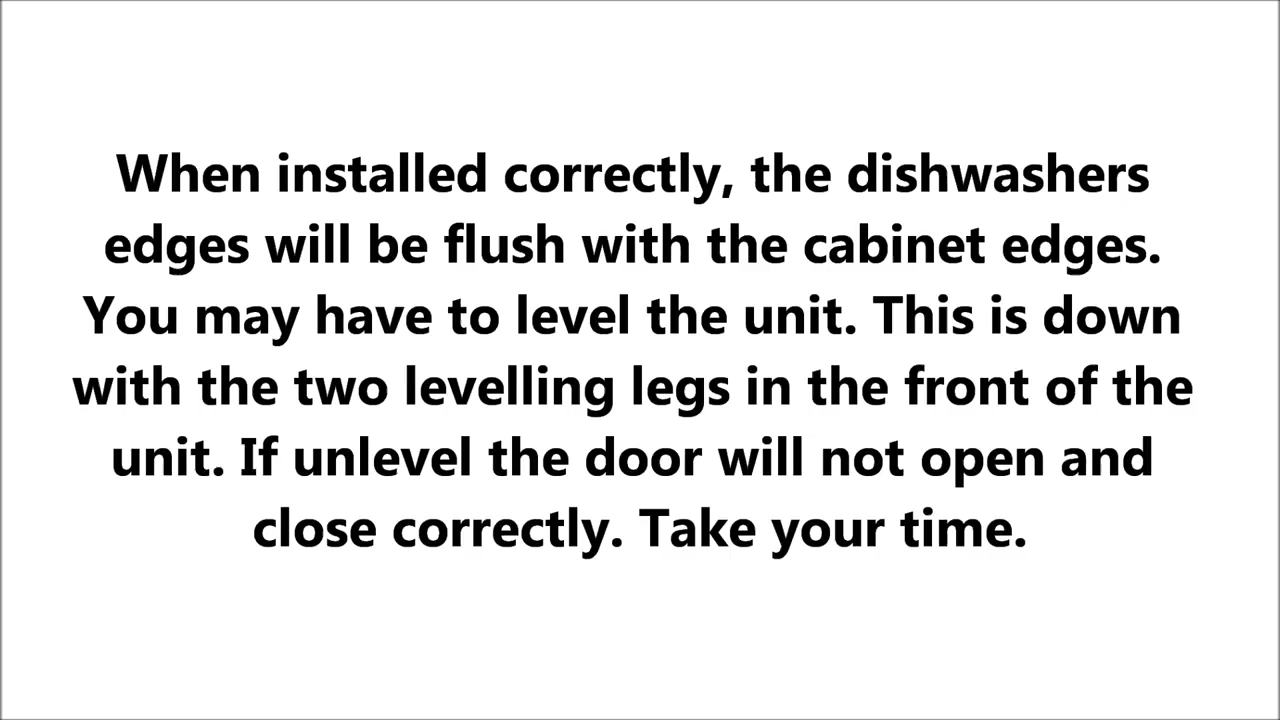 When installed correctly, the dishwashers
edges will be flush with the cabinet edges.
You may have to level the unit. This is down
with the two levelling legs in the front of the
unit. If unlevel the door will not open and
close correctly. Take your time.